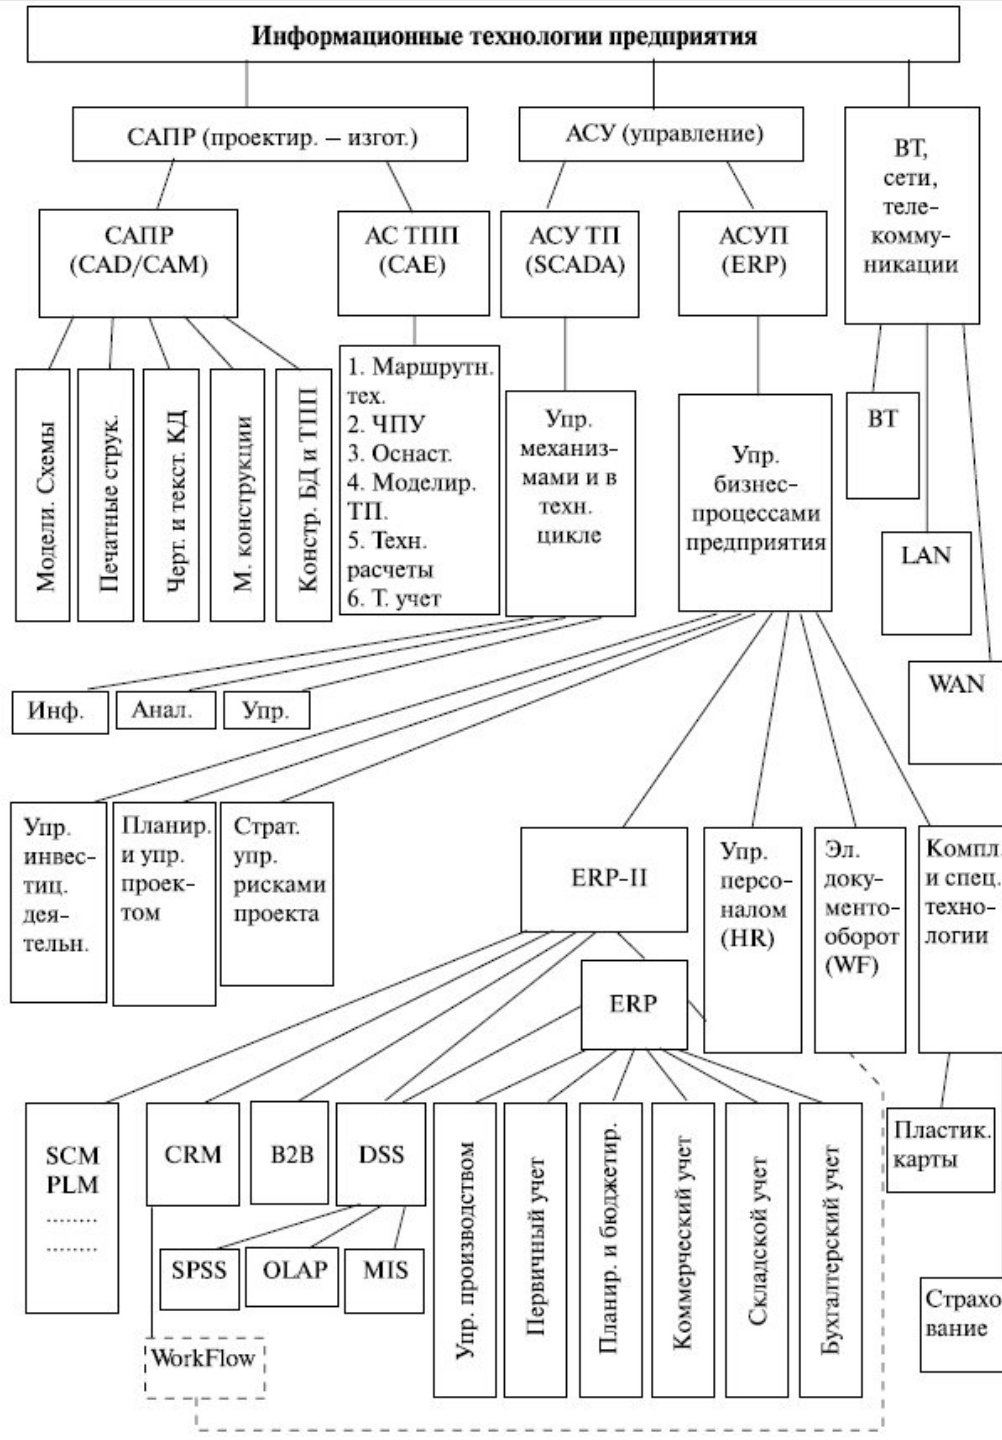 Информационные технологии предприятия
САПР (проектир. – изгот.)
АСУ (управление)
ВТ,
сети,
теле-
комму-
никации
САПР
(CAD/CAM)
АС ТПП
(CAE)
АСУ ТП
(SCADA)
АСУП
(ERP)
Модели. Схемы
Печатные струк.
Черт. и текст. КД
М. конструкции
Констр. БД и ТПП
1. Маршрутн.
тех.
2. ЧПУ
3. Оснаст.
4. Моделир.
ТП.
5. Техн.
расчеты
6. Т. учет
Упр.
механиз-
мами и в
техн.
цикле
Упр.
бизнес-
процессами
предприятия
ВТ
LAN
WAN
Инф.
Анал.
Упр.
Упр.
инвес-
тиц.
дея-
тельн.
Планир.
и упр.
проек-
том
Страт.
упр.
рисками
проекта
ERP-II
Упр.
персо-
налом
(HR)
Эл.
доку-
менто-
оборот
(WF)
Компл.
и спец.
техно-
логии
ERP
SCM
PLM
........
........
CRM
B2B
DSS
SPSS
OLAP
MIS
WorkFlow
Упр. производством
Первичный учет
Планир. и бюджетир.
Коммерческий учет
Складской учет
Бухгалтерский учет
Пластик.
карты
Страхо
вание